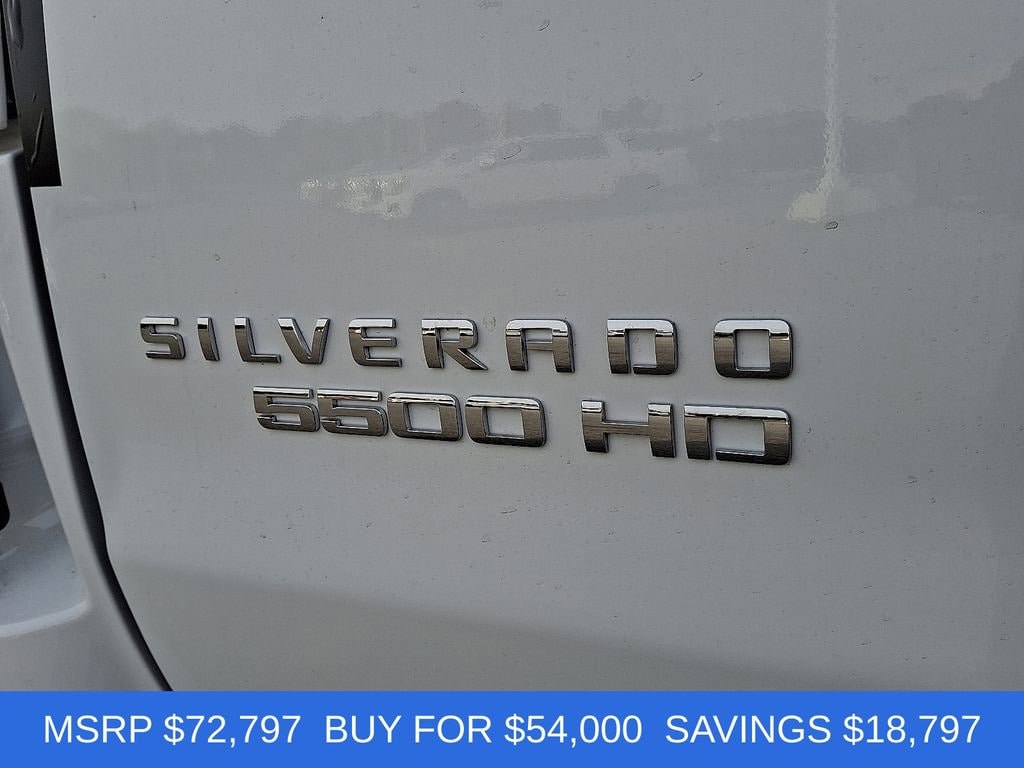 SILVERADO
5500 HD
MSRP $72,797 BUY FOR $54,000 SAVINGS $18,797